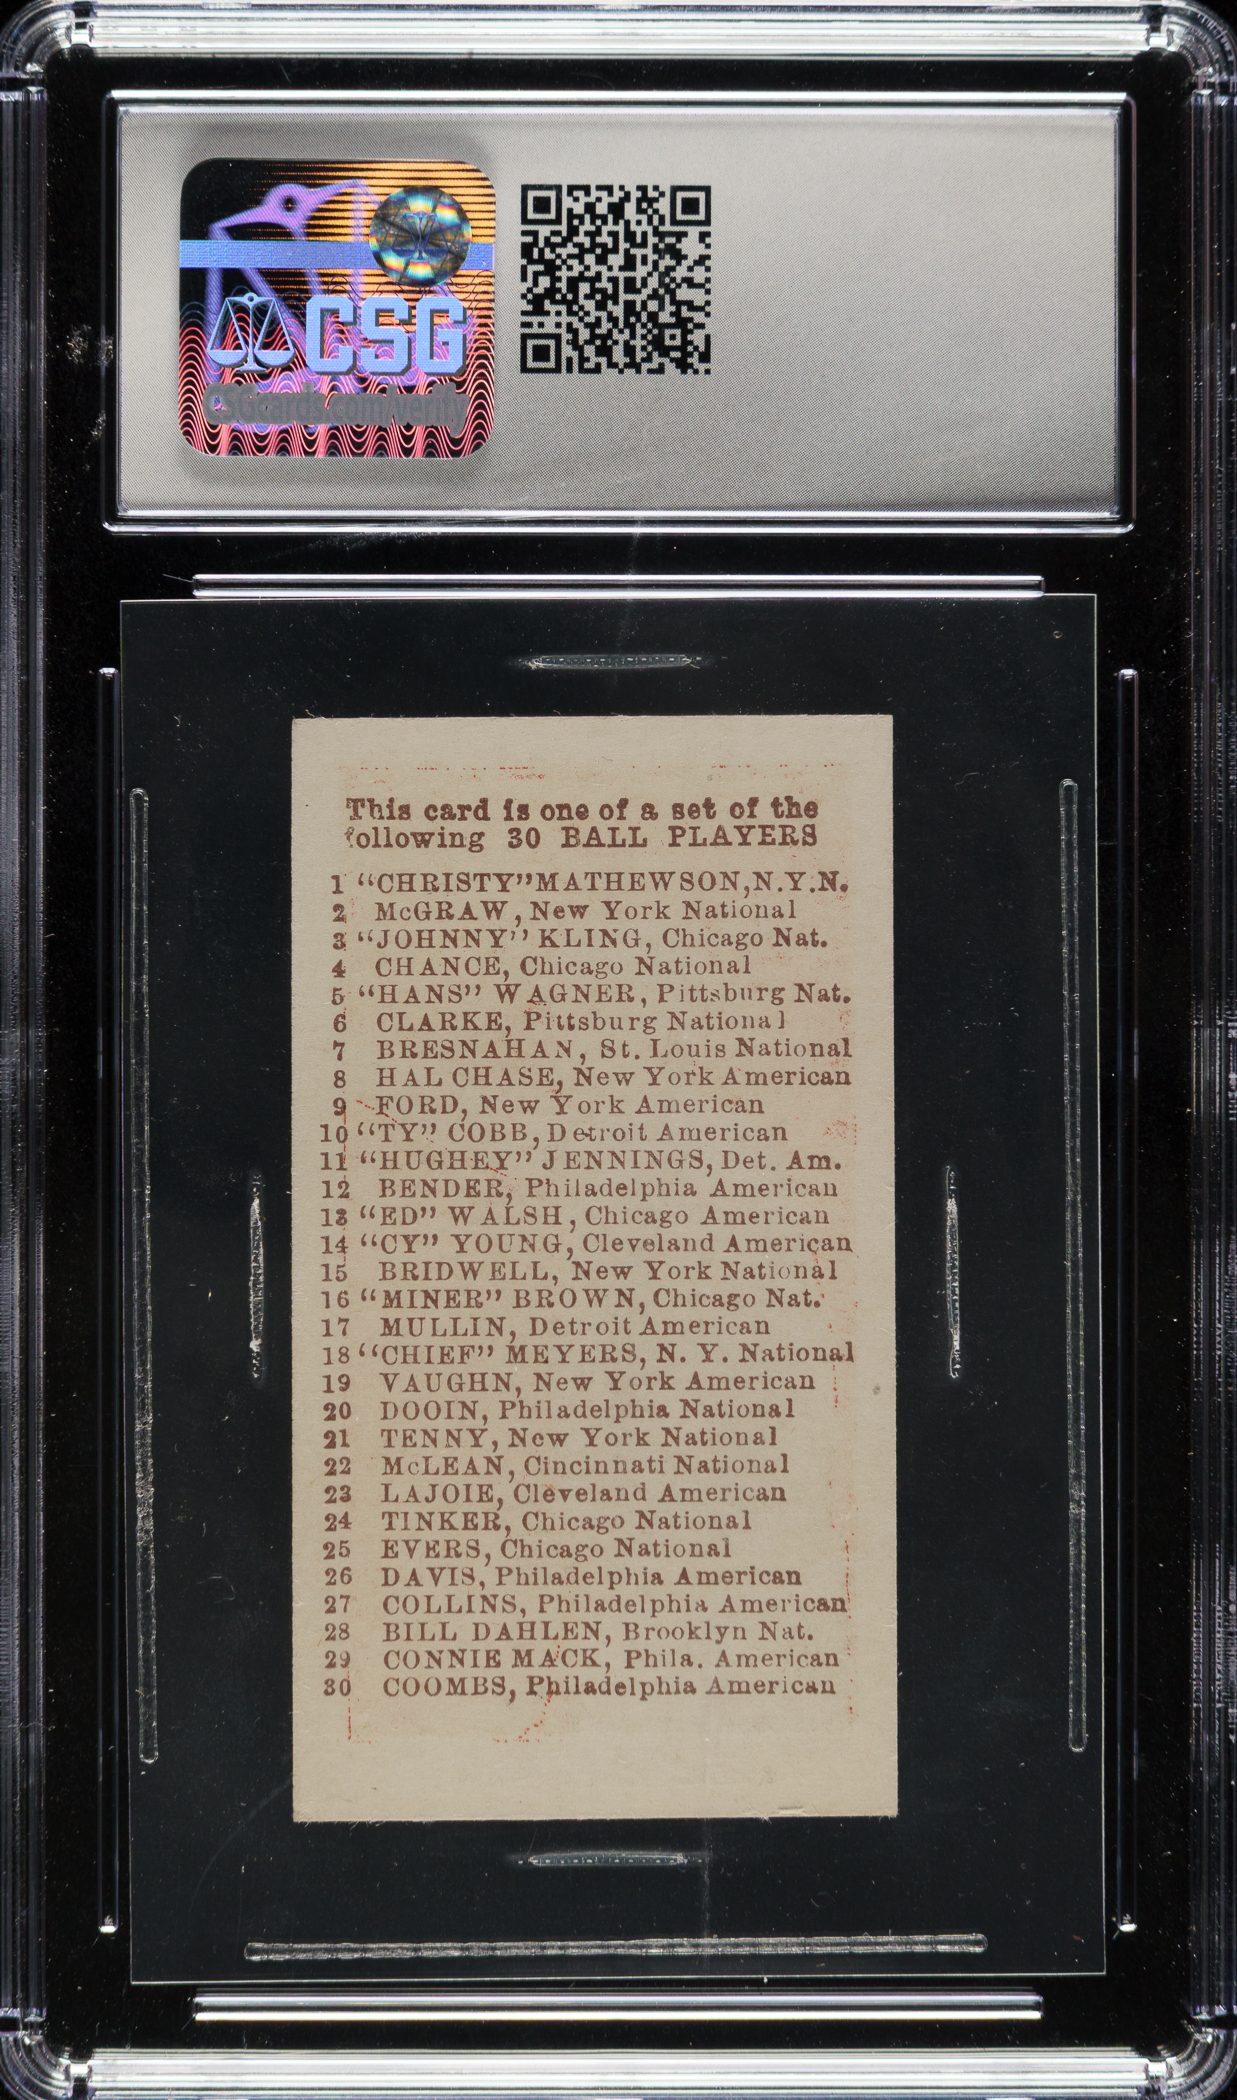 CSG
CSGcards.com/verify
This card is one of a set of the
following 30 BALL PLAYERS
1 "CHRISTY" MATHEWSON, N.Y.N.
2 McGRAW, New York National
3 "JOHNNY" KLING, Chicago Nat.
4 CHANCE, Chicago National
5 "HANS" WAGNER, Pittsburg Nat.
6 CLARKE, Pittsburg National
7 BRESNAHAN, St. Louis National
8 HAL CHASE, New York American
9 FORD, New York American
10 "TY" COBB, Detroit American
11 "HUGHEY" JENNINGS, Det. Am.
12 BENDER, Philadelphia American
13 "ED" WALSH, Chicago American
14 "CY" YOUNG, Cleveland American
15 BRIDWELL, New York National
16 "MINER" BROWN, Chicago Nat.
17 MULLIN, Detroit American
18 "CHIEF" MEYERS, N. Y. National
19 VAUGHN, New York American
20 DOOIN, Philadelphia National
21 TENNY, New York National
22 McLEAN, Cincinnati National
23 LAJOIE, Cleveland American
24 TINKER, Chicago National
25 EVERS, Chicago National
26 DAVIS, Philadelphia American
27 COLLINS, Philadelphia American
28 BILL DAHLEN, Brooklyn Nat.
29 CONNIE MACK, Phila. American
30 COOMBS, Philadelphia American